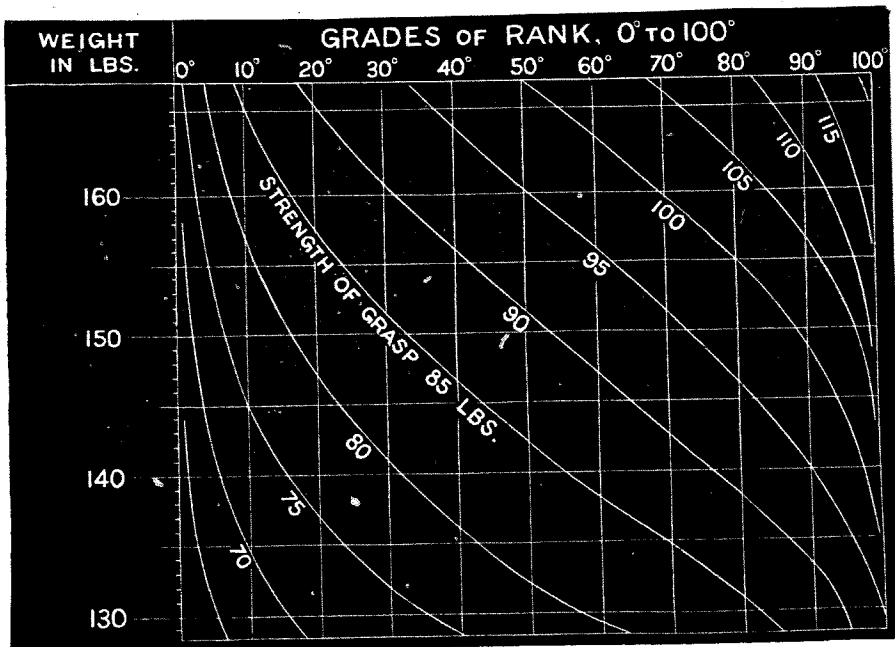 WEIGHT
IN LBS.
GRADES OF RANK, 0° TO 100°
0° 10° 20° 30° 40° 50° 60° 70° 80° 90° 100°
115
110
105
160
100
STRENGTH OF GRASP 85 LBS.
95
90
150
80
140
75
70
130